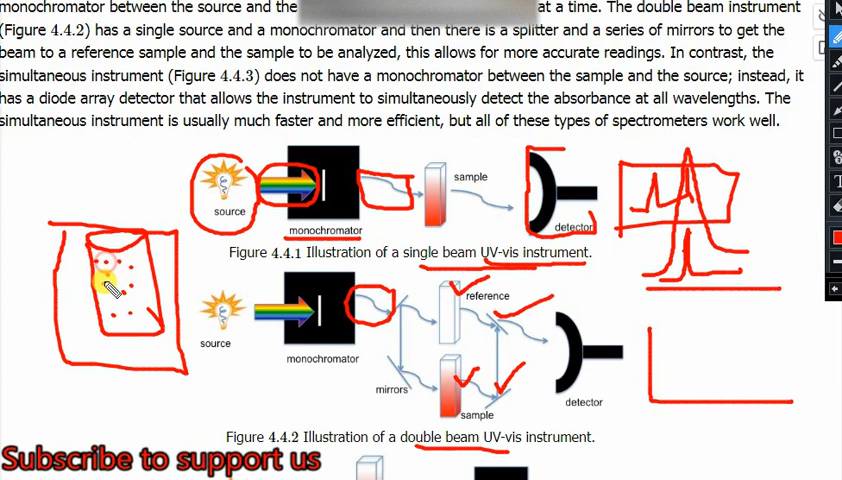 monochromator between the source and the at a time. The double beam instrument
(Figure 4.4.2) has a single source and a monochromator and then there is a splitter and a series of mirrors to get the
beam to a reference sample and the sample to be analyzed, this allows for more accurate readings. In contrast, the
simultaneous instrument (Figure 4.4.3) does not have a monochromator between the sample and the source; instead, it
has a diode array detector that allows the instrument to simultaneously detect the absorbance at all wavelengths. The
simultaneous instrument is usually much faster and more efficient, but all of these types of spectrometers work well.
sample
source
monochromator
detector
Figure 4.4.1 Illustration of a single beam UV-vis instrument.
reference
source
monochromator
mirrors
sample
detector
Figure 4.4.2 Illustration of a double beam UV-vis instrument.
Subscribe to support us